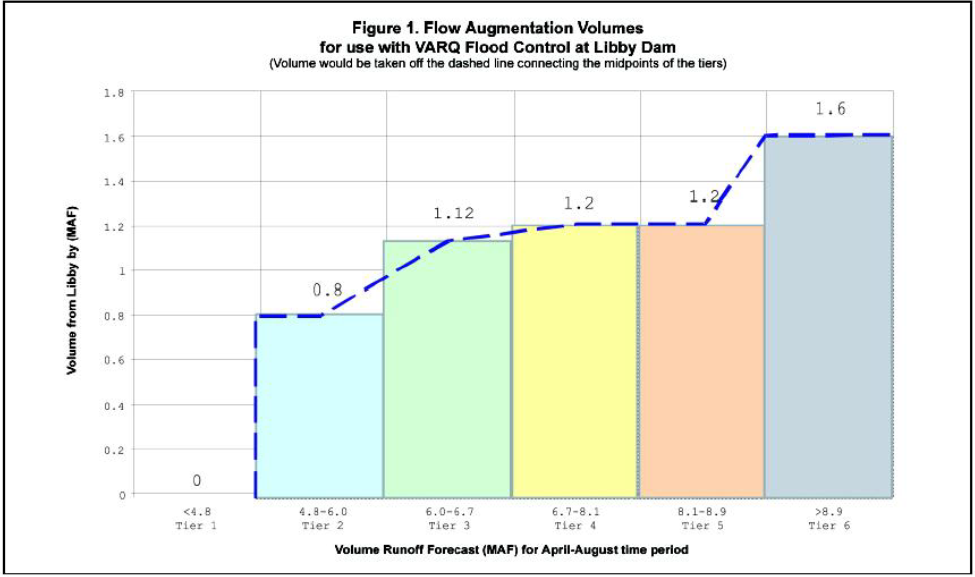 Figure 1. Flow Augmentation Volumes
for use with VARQ Flood Control at Libby Dam
(Volume would be taken off the dashed line connecting the midpoints of the tiers)
1.8
1.6
1.4
1.2
1
0.8
0.6
0.4
0.2
0
Volume from Libby by (MAF)
0
0.8
1.12
1.2
1.2
1.6
<4.8
Tier 1
4.8-6.0
Tier 2
6.0-6.7
Tier 3
6.7-8.1
Tier 4
8.1-8.9
Tier 5
>8.9
Tier 6
Volume Runoff Forecast (MAF) for April-August time period